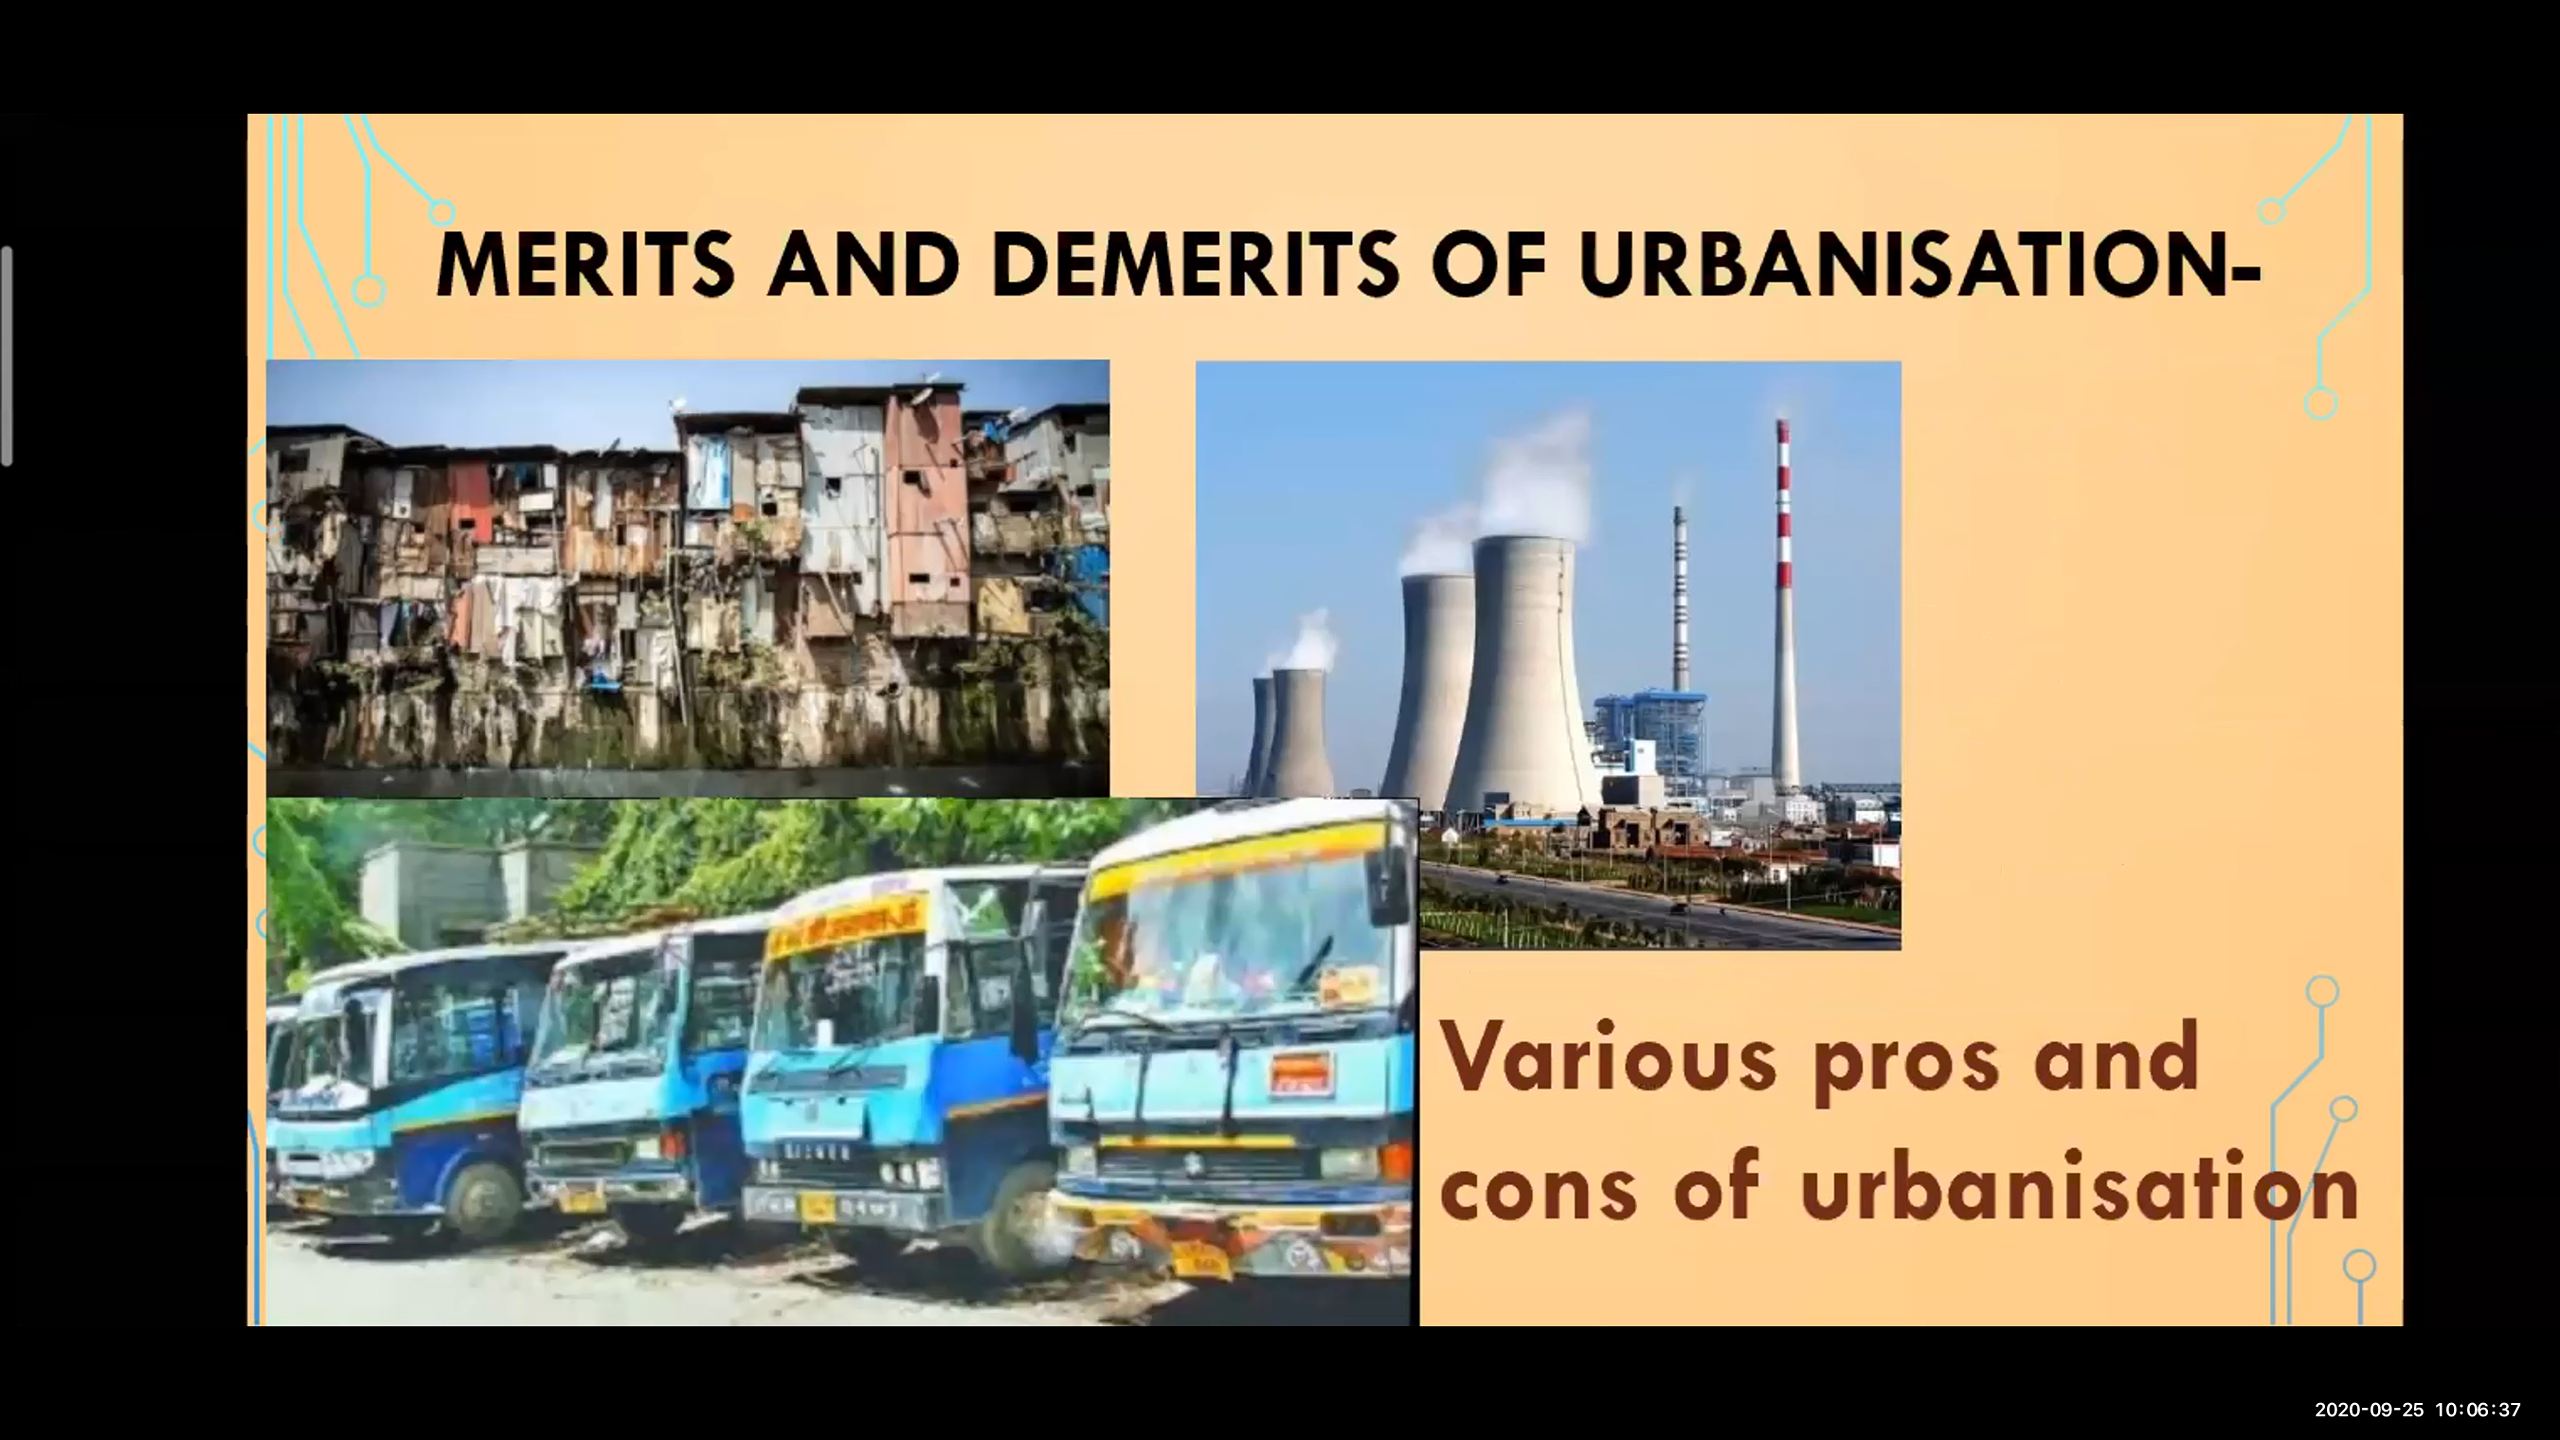 MERITS AND DEMERITS OF URBANISATION-
Various pros and
cons of urbanisation
2020-09-25 10:06:37